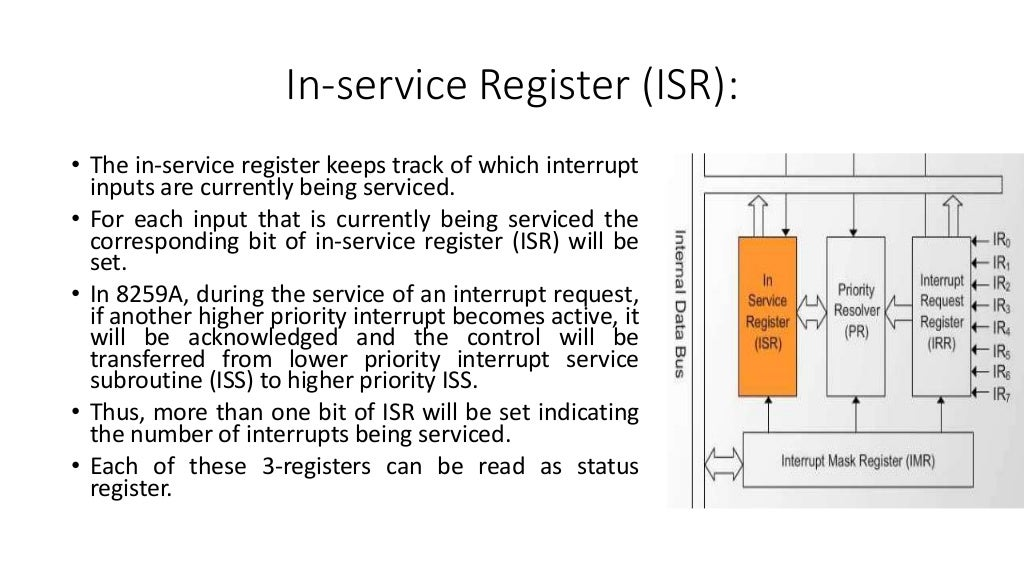 In-service Register (ISR):
• The in-service register keeps track of which interrupt
inputs are currently being serviced.
• For each input that is currently being serviced the
corresponding bit of in-service register (ISR) will be
set.
• In 8259A, during the service of an interrupt request,
if another higher priority interrupt becomes active, it
will be acknowledged and the control will be
transferred from lower priority interrupt service
subroutine (ISS) to higher priority ISS.
• Thus, more than one bit of ISR will be set indicating
the number of interrupts being serviced.
• Each of these 3-registers can be read as status
register.
Internal Data Bus
In
Service
Register
(ISR)
Priority
Resolver
(PR)
Interrupt
Request
Register
(IRR)
IR0
IR1
IR2
IR3
IR4
IR5
IR6
IR7
Interrupt Mask Register (IMR)